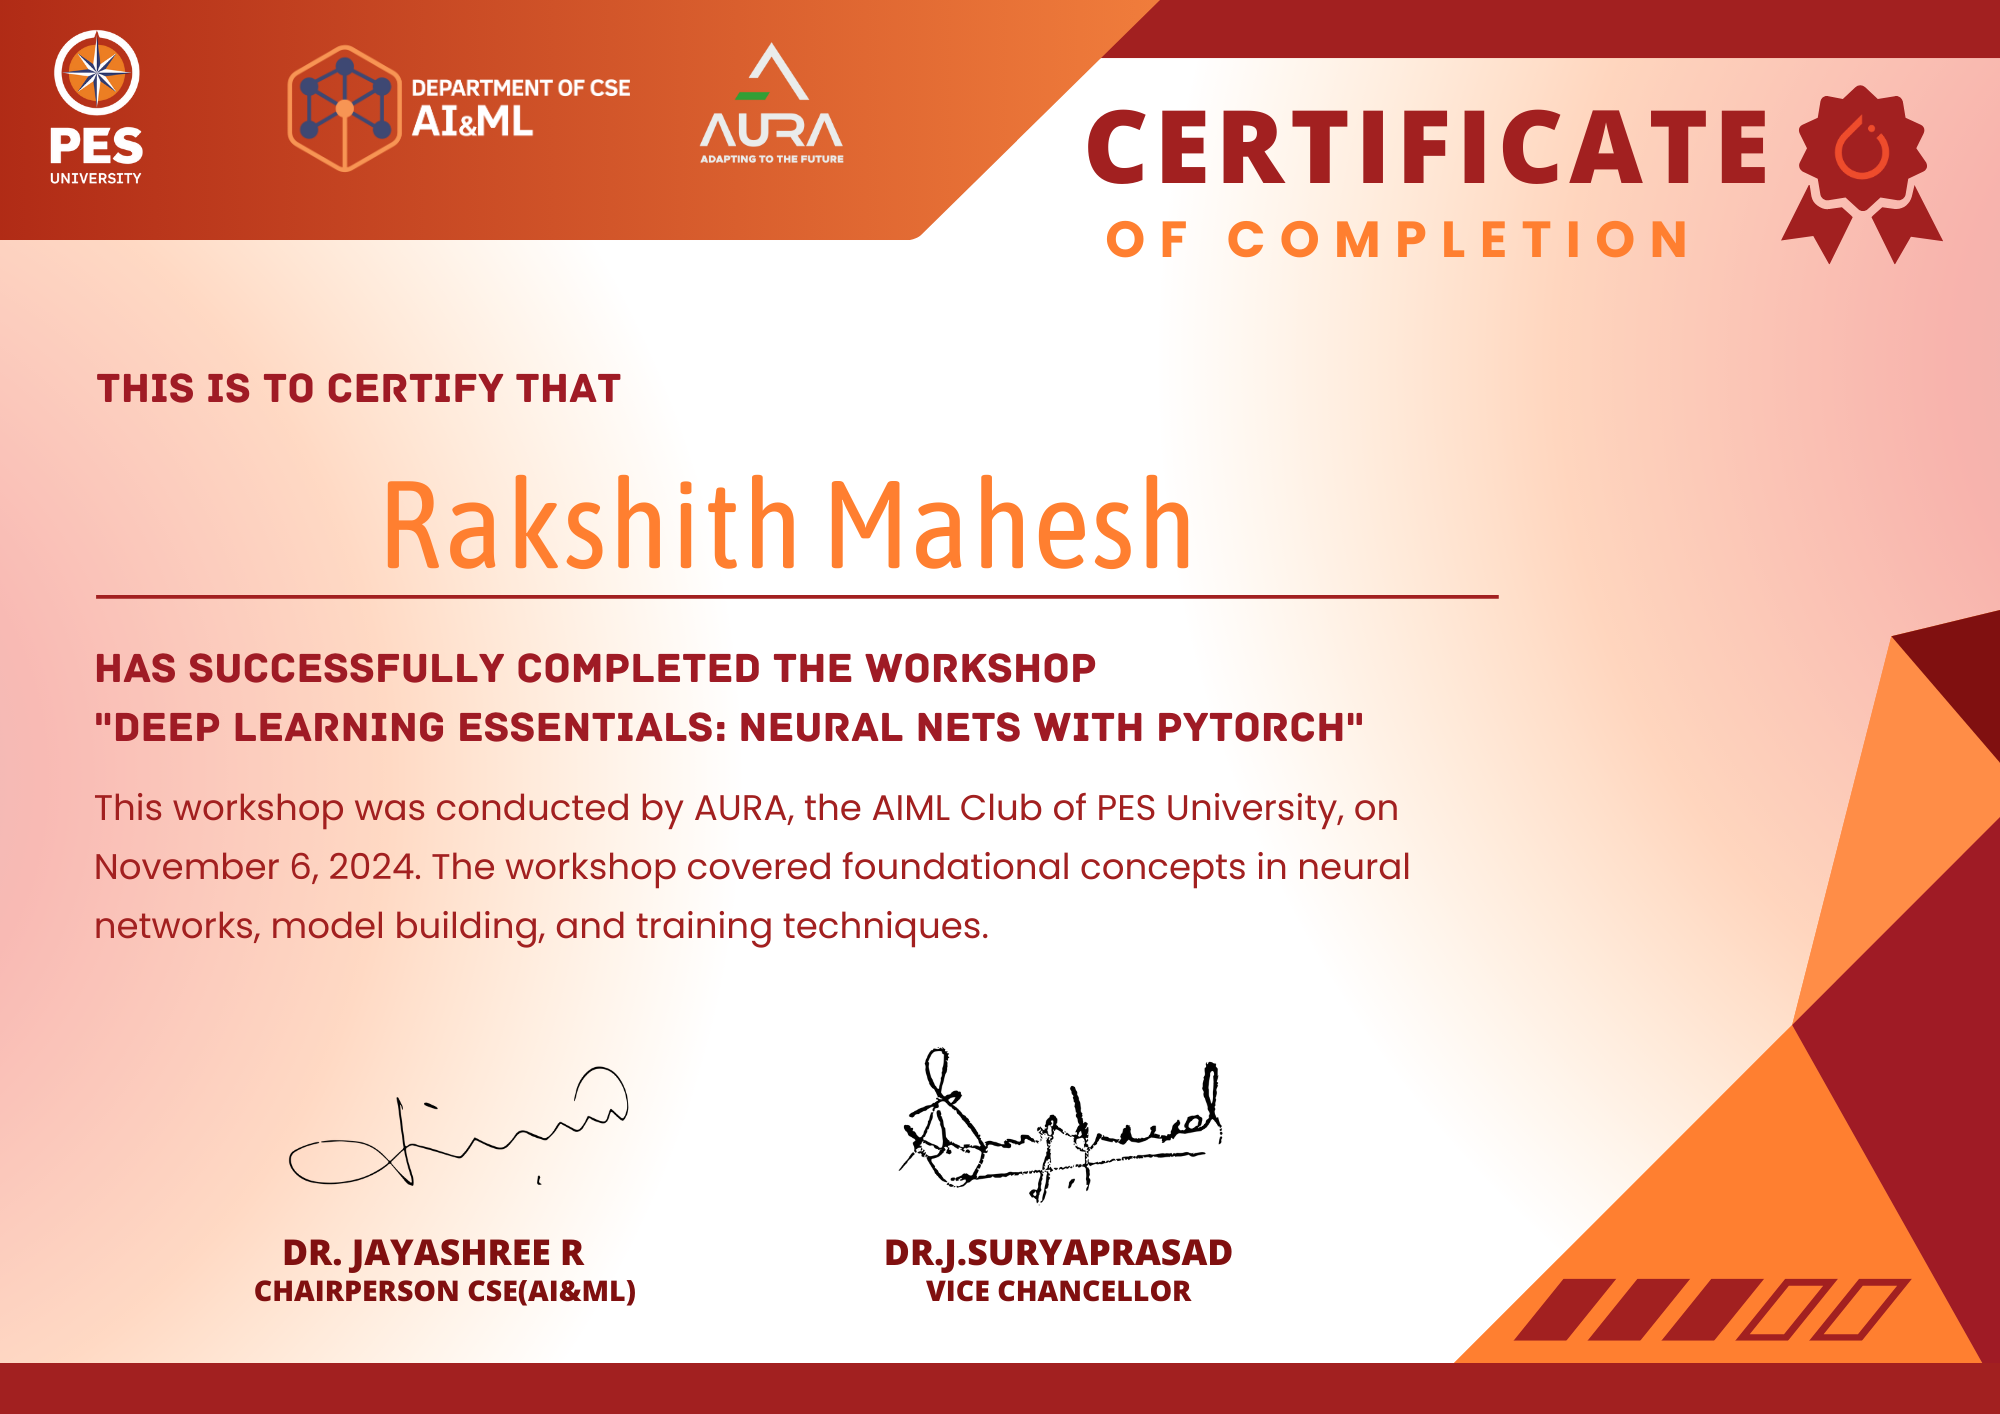 PES
UNIVERSITY
DEPARTMENT OF CSE
AI&ML
AURA
ADAPTING TO THE FUTURE
CERTIFICATE
OF COMPLETION
THIS IS TO CERTIFY THAT
Rakshith Mahesh
HAS SUCCESSFULLY COMPLETED THE WORKSHOP
"DEEP LEARNING ESSENTIALS: NEURAL NETS WITH PYTORCH"
This workshop was conducted by AURA, the AIML Club of PES University, on
November 6, 2024. The workshop covered foundational concepts in neural
networks, model building, and training techniques.
DR. JAYASHREE R
CHAIRPERSON CSE(AI&ML)
DR.J.SURYAPRASAD
VICE CHANCELLOR